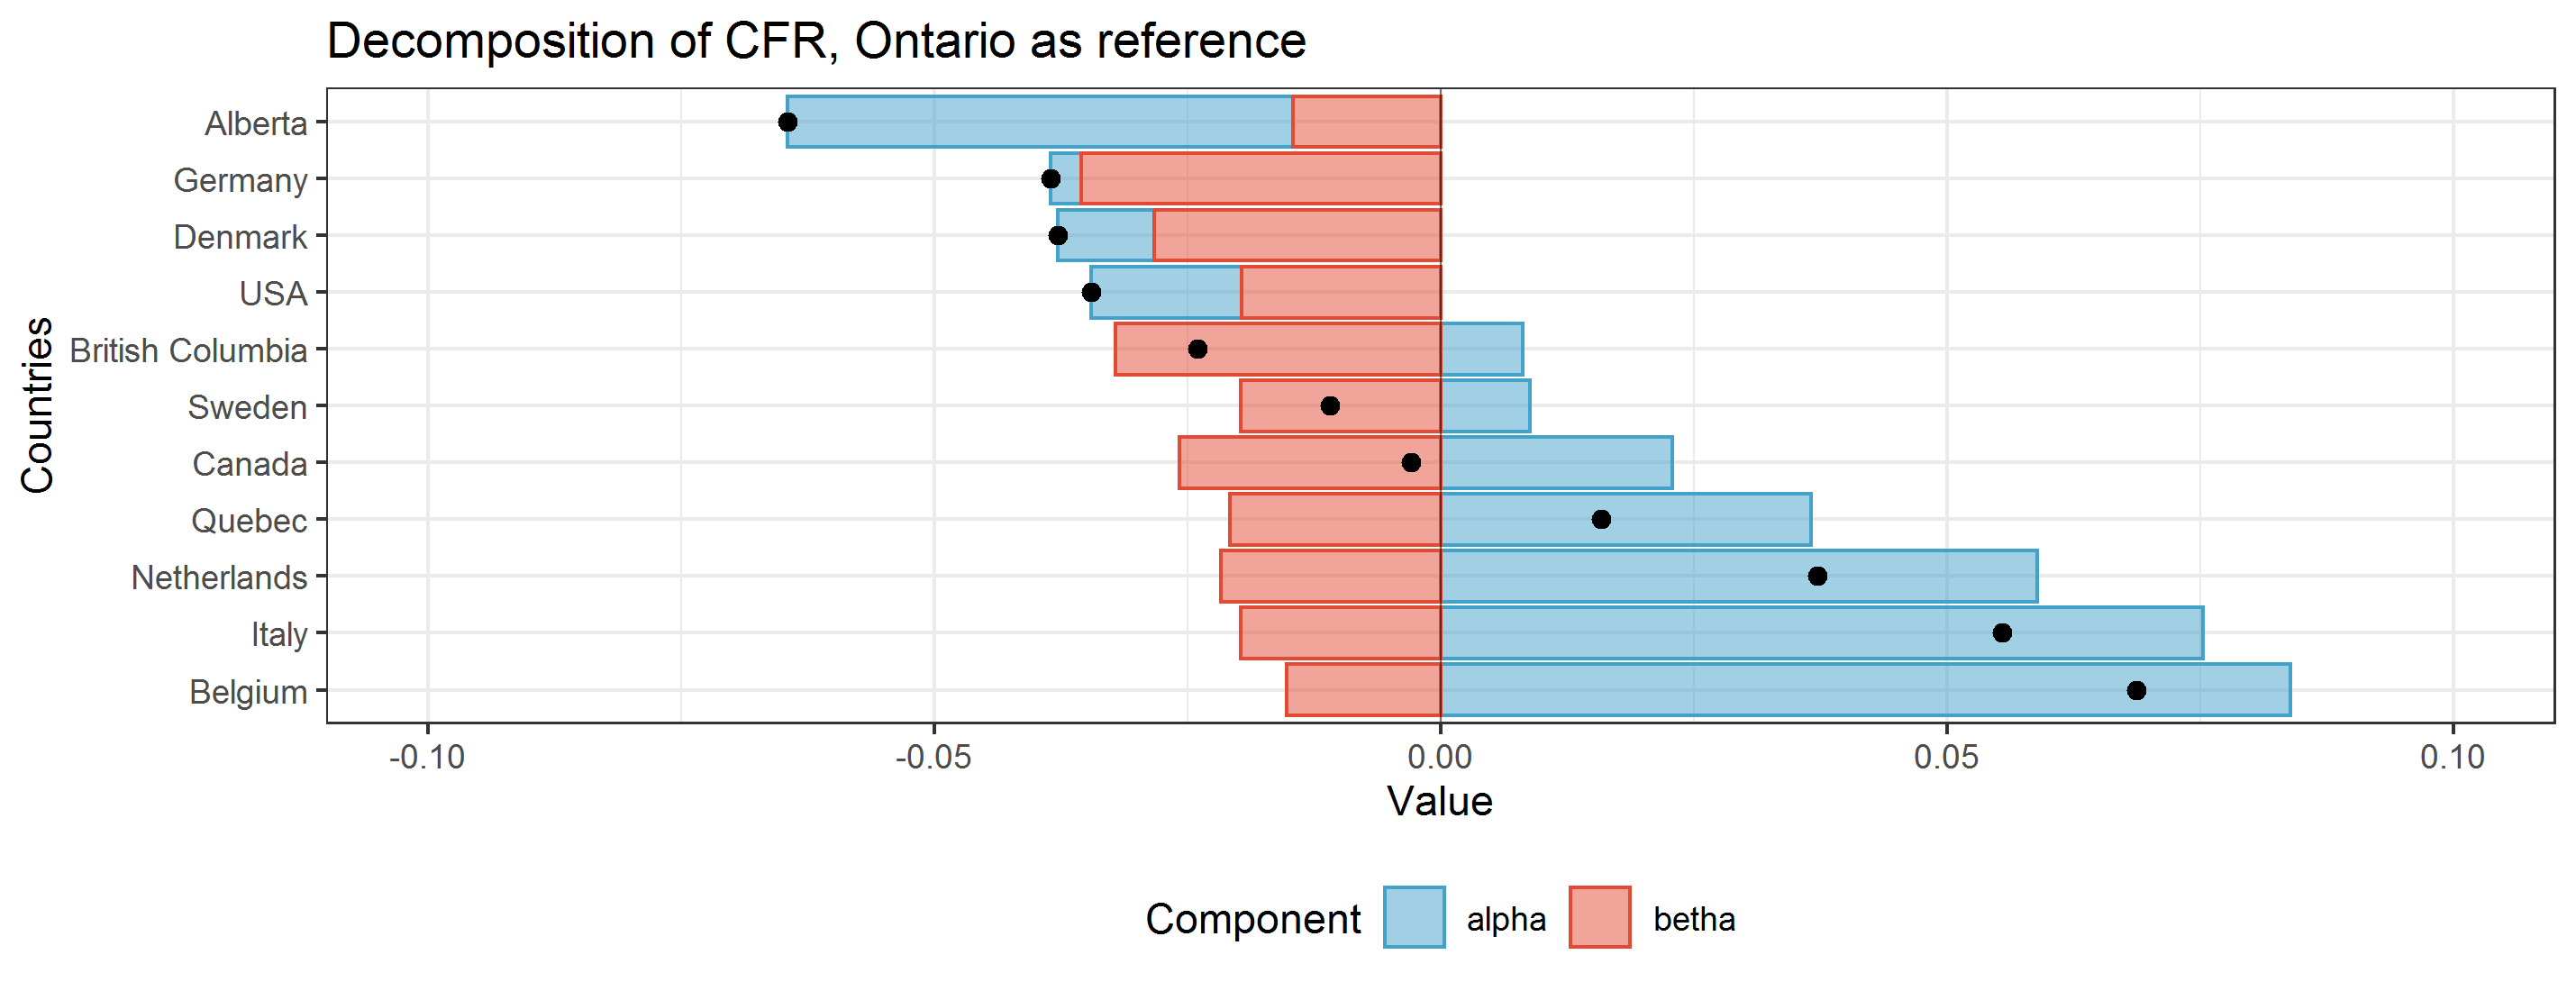 Decomposition of CFR, Ontario as reference
Countries
Alberta
Germany
Denmark
USA
British Columbia
Sweden
Canada
Quebec
Netherlands
Italy
Belgium
-0.10 -0.05 0.00 0.05 0.10
Value
Component alpha betha